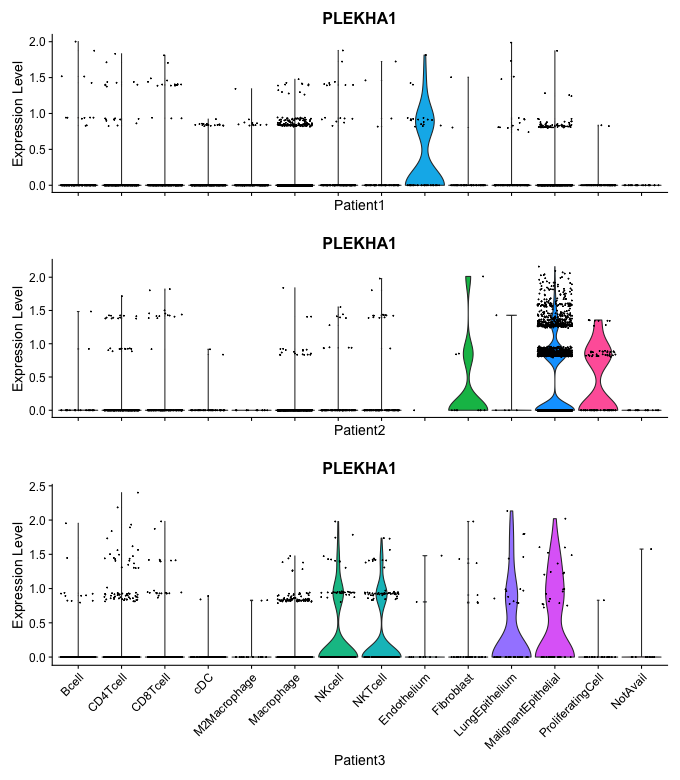 PLEKHA1
Expression Level
2.0
1.5
1.0
0.5
0.0
Patient1
PLEKHA1
Expression Level
2.0
1.5
1.0
0.5
0.0
Patient2
PLEKHA1
Expression Level
2.5
2.0
1.5
1.0
0.5
0.0
Bcell
CD4Tcell
CD8Tcell
cDC
M2Macrophage
Macrophage
NKcell
NKTcell
Endothelium
Fibroblast
LungEpithelium
MalignantEpithelial
ProliferatingCell
NotAvail
Patient3